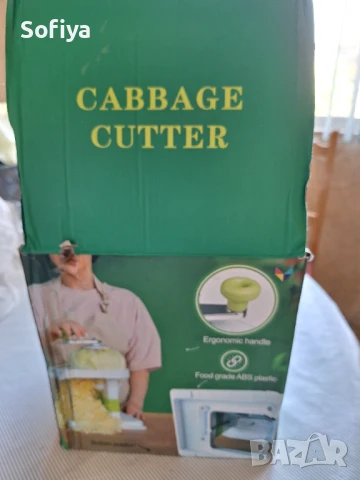 Sofiya
CABBAGE
CUTTER
Ergonomic handle
Food grade ABS plastic
BAZAR